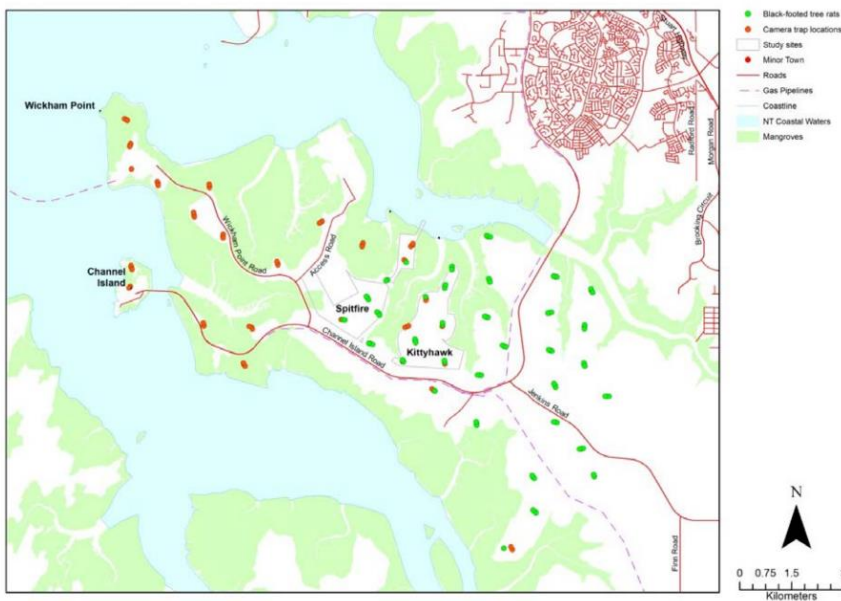 Wickham Point
Channel
Island
Wickham Point Road
Access Road
Spitfire
Channel Island Road
Kittyhawk
Jenkins Road
Finn Road
Radford Road
Morgan Road
Brooking Circuit
Black-footed tree rats
Camera trap locations
Study sites
Minor Town
Roads
Gas Pipelines
Coastline
NT Coastal Waters
Mangroves
N
0 0.75 1.5
Kilometers